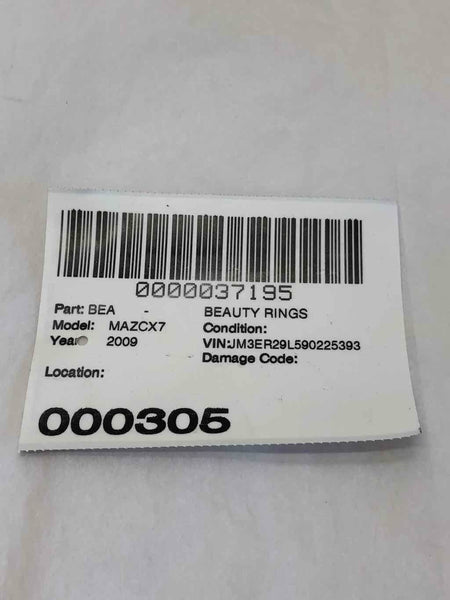 0000037195
Part: BEA - BEAUTY RINGS
Model: MAZCX7 Condition:
Year 2009 VIN:JM3ER29L590225393
Damage Code:
Location:
000305